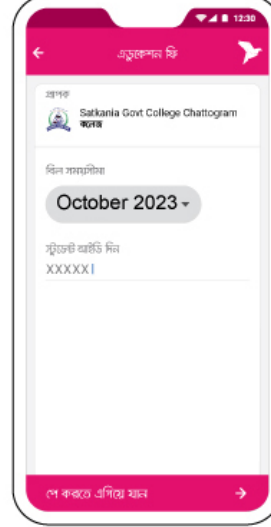 12:30
এডুকেশন ফি
প্রাপক
Satkania Govt College Chattogram
কলেজ
বিল সময়সীমা
October 2023
স্টুডেন্ট আইডি দিন
XXXXX
পে করতে এগিয়ে যান